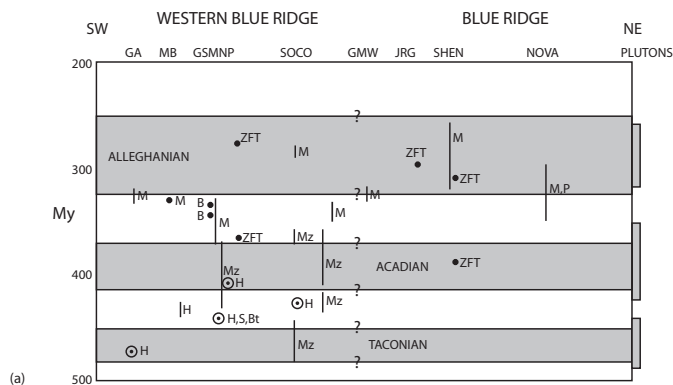 WESTERN BLUE RIDGE BLUE RIDGE
SW NE
GA MB GSMNP SOCO GMW JRG SHEN NOVA PLUTONS
200
?
ZFT M
ALLEGHANIAN M ZFT
300 ZFT
M M ? M M,P
My B
B M M
ZFT Mz ?
Mz Mz ACADIAN ZFT
400 H
?
H H Mz
H,S,Bt
?
H Mz TACONIAN
?
(a) 500